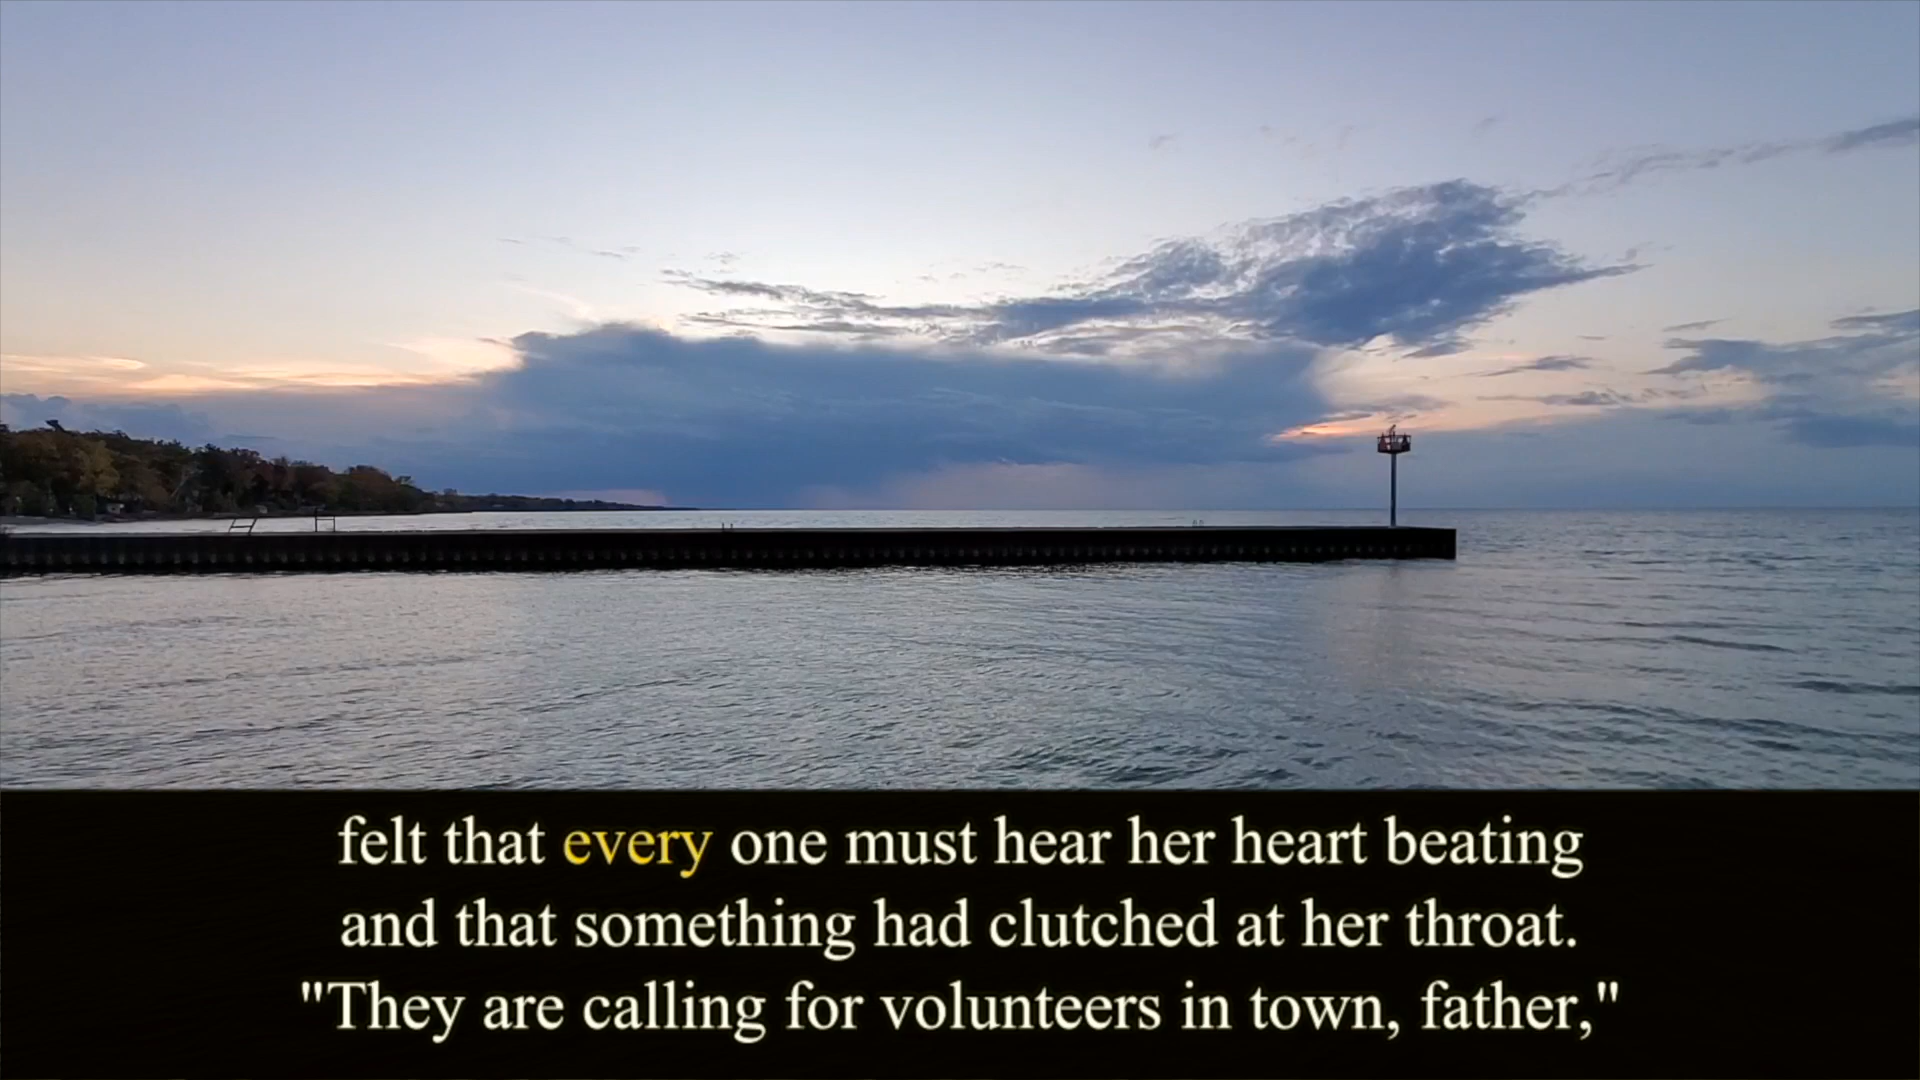 felt that every one must hear her heart beating
and that something had clutched at her throat.
"They are calling for volunteers in town, father,"